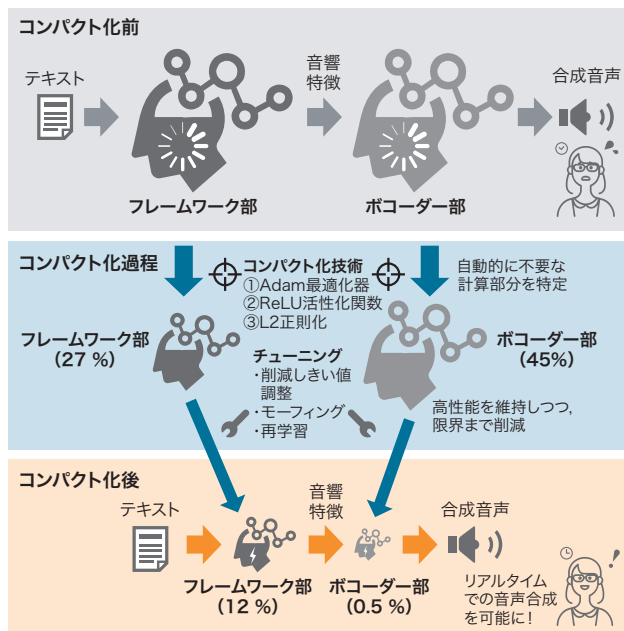 コンパクト化前
テキスト
音響
特徴
合成音声
フレームワーク部
ボコーダー部
コンパクト化過程
コンパクト化技術
①Adam最適化器
②ReLU活性化関数
③L2正則化
自動的に不要な
計算部分を特定
フレームワーク部
（27 %）
ボコーダー部
（45%）
チューニング
・削減しきい値
調整
・モーフィング
・再学習
高性能を維持しつつ，
限界まで削減
コンパクト化後
テキスト
音響
特徴
合成音声
フレームワーク部
（12 %）
ボコーダー部
（0.5 %）
リアルタイム
での音声合成
を可能に！